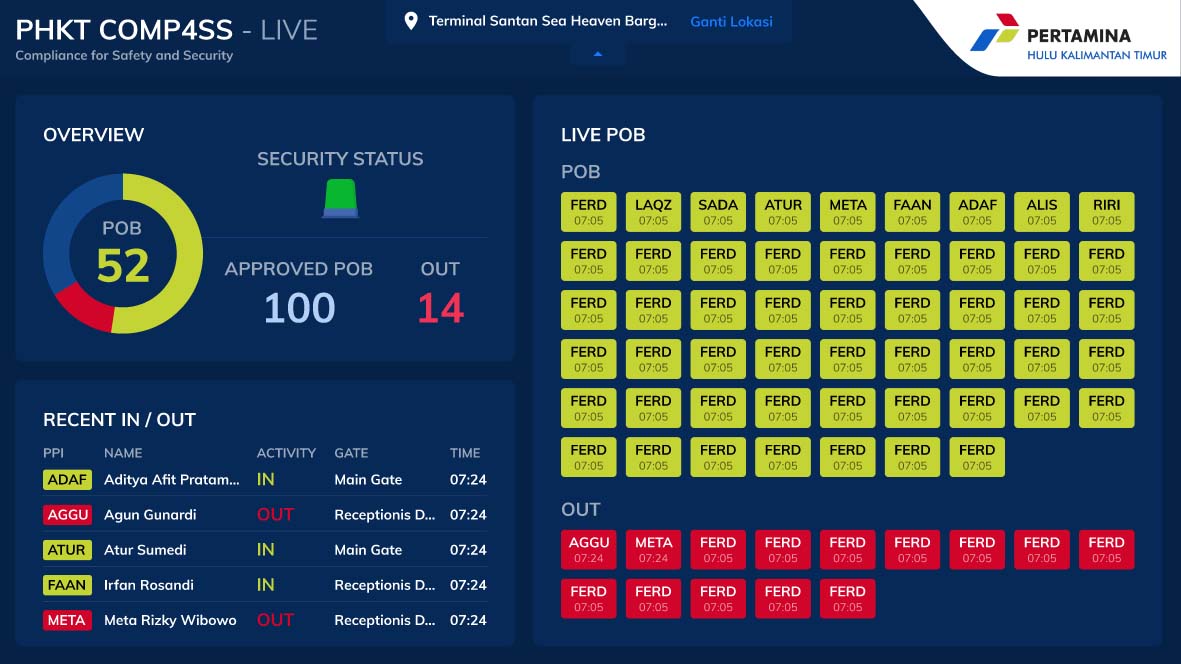 PHKT COMP4SS - LIVE
Compliance for Safety and Security
Terminal Santan Sea Heaven Barg... Ganti Lokasi
PERTAMINA
HULU KALIMANTAN TIMUR
OVERVIEW
SECURITY STATUS
POB
52
APPROVED POB OUT
100 14
RECENT IN / OUT
PPI NAME ACTIVITY GATE TIME
ADAF Aditya Afit Pratam... IN Main Gate 07:24
AGGU Agun Gunardi OUT Receptionis D... 07:24
ATUR Atur Sumedi IN Main Gate 07:24
FAAN Irfan Rosandi IN Receptionis D... 07:24
META Meta Rizky Wibowo OUT Receptionis D... 07:24
LIVE POB
POB
FERD LAQZ SADA ATUR META FAAN ADAF ALIS RIRI
07:05 07:05 07:05 07:05 07:05 07:05 07:05 07:05 07:05
FERD FERD FERD FERD FERD FERD FERD FERD FERD
07:05 07:05 07:05 07:05 07:05 07:05 07:05 07:05 07:05
FERD FERD FERD FERD FERD FERD FERD FERD FERD
07:05 07:05 07:05 07:05 07:05 07:05 07:05 07:05 07:05
FERD FERD FERD FERD FERD FERD FERD FERD FERD
07:05 07:05 07:05 07:05 07:05 07:05 07:05 07:05 07:05
FERD FERD FERD FERD FERD FERD FERD FERD FERD
07:05 07:05 07:05 07:05 07:05 07:05 07:05 07:05 07:05
FERD FERD FERD FERD FERD FERD FERD
07:05 07:05 07:05 07:05 07:05 07:05 07:05
OUT
AGGU META FERD FERD FERD FERD FERD FERD FERD
07:24 07:24 07:05 07:05 07:05 07:05 07:05 07:05 07:05
FERD FERD FERD FERD FERD
07:05 07:05 07:05 07:05 07:05